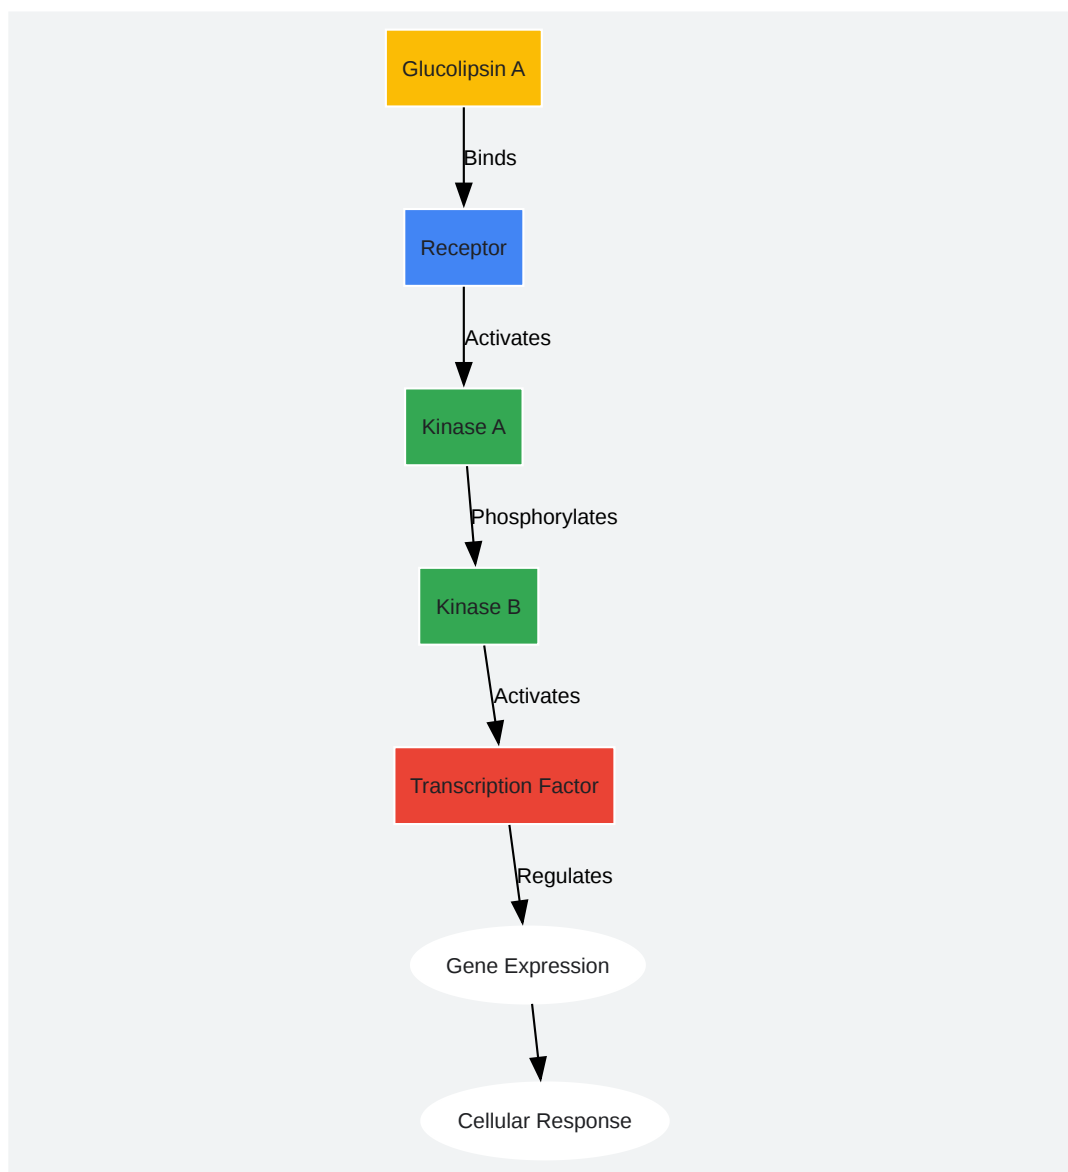 Glucolipsin A
Binds
Receptor
Activates
Kinase A
Phosphorylates
Kinase B
Activates
Transcription Factor
Regulates
Gene Expression
Cellular Response